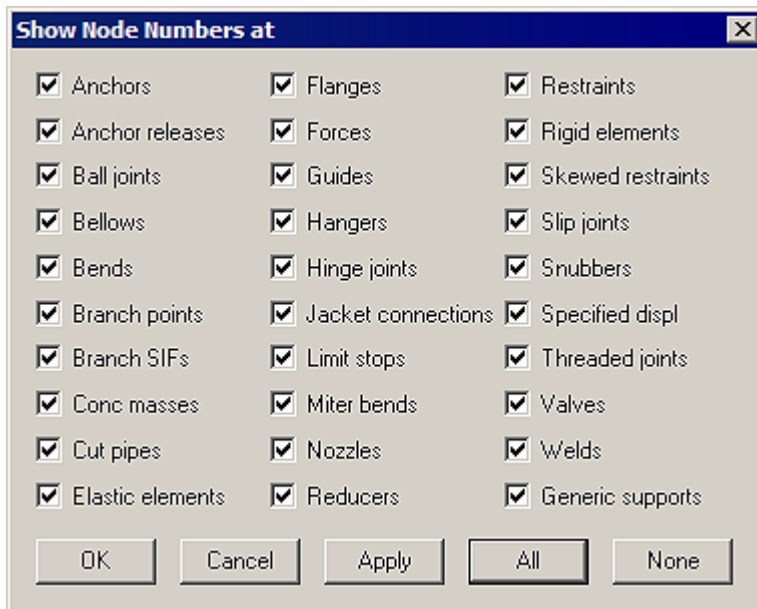 Show Node Numbers at
Anchors Flanges Restraints
Anchor releases Forces Rigid elements
Ball joints Guides Skewed restraints
Bellows Hangers Slip joints
Bends Hinge joints Snubbers
Branch points Jacket connections Specified displ
Branch SIFs Limit stops Threaded joints
Conc masses Miter bends Valves
Cut pipes Nozzles Welds
Elastic elements Reducers Generic supports
OK Cancel Apply All None